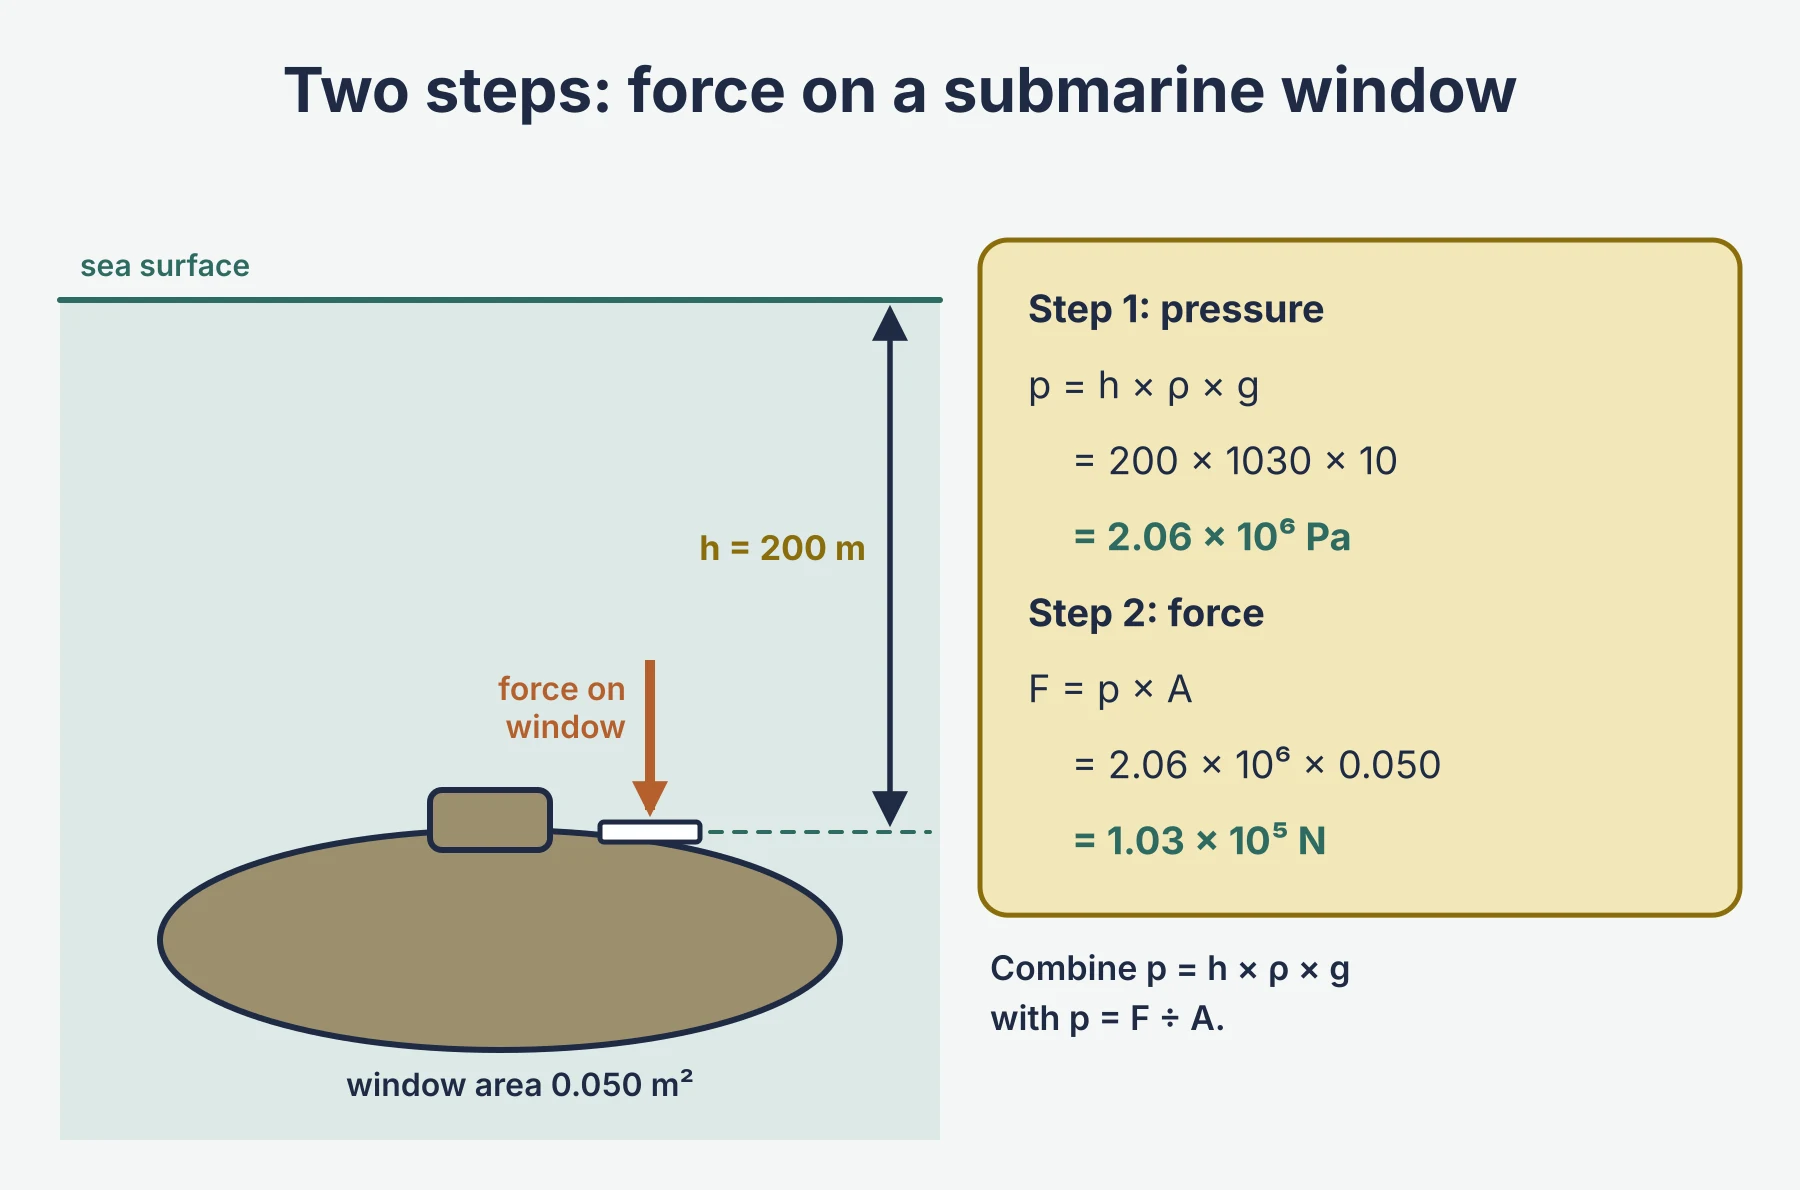 Two steps: force on a submarine window
sea surface
h = 200 m
force on
window
window area 0.050 m²
Step 1: pressure
p = h × ρ × g
= 200 × 1030 × 10
= 2.06 × 10⁶ Pa
Step 2: force
F = p × A
= 2.06 × 10⁶ × 0.050
= 1.03 × 10⁵ N
Combine p = h × ρ × g
with p = F ÷ A.